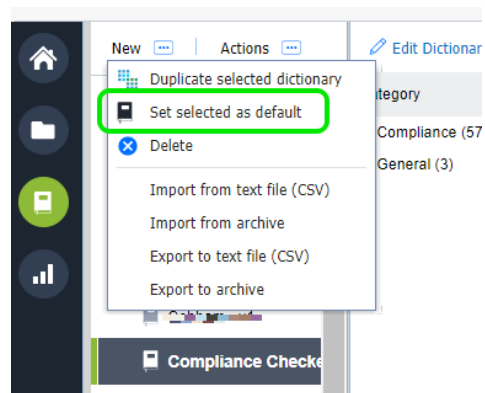 New Actions Edit Dictionar
Duplicate selected dictionary
Set selected as default
Delete
Import from text file (CSV)
Import from archive
Export to text file (CSV)
Export to archive
tegory
Compliance (57
General (3)
Compliance Checke